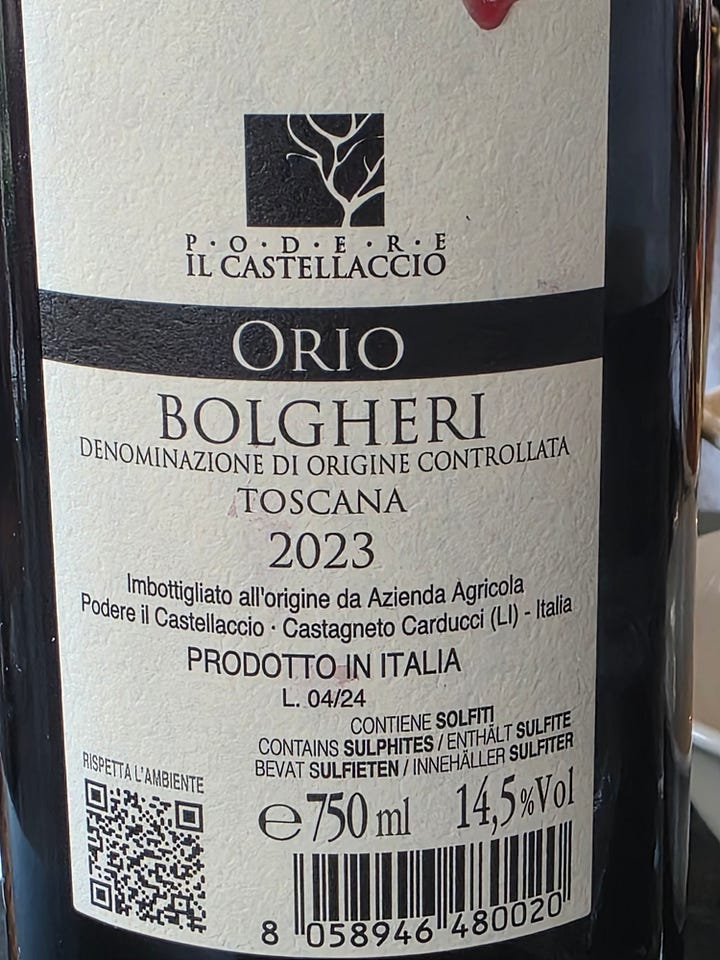 P·O·D·E·R·E
IL CASTELLACCIO
ORIO
BOLGHERI
DENOMINAZIONE DI ORIGINE CONTROLLATA
TOSCANA
2023
Imbottigliato all'origine da Azienda Agricola
Podere il Castellaccio · Castagneto Carducci (LI) - Italia
PRODOTTO IN ITALIA
L. 04/24
CONTIENE SOLFITI
CONTAINS SULPHITES / ENTHÄLT SULFITE
BEVAT SULFIETEN / INNEHÅLLER SULFITER
RISPETTA L'AMBIENTE
℮ 750 ml 14,5%Vol
8 058946 480020